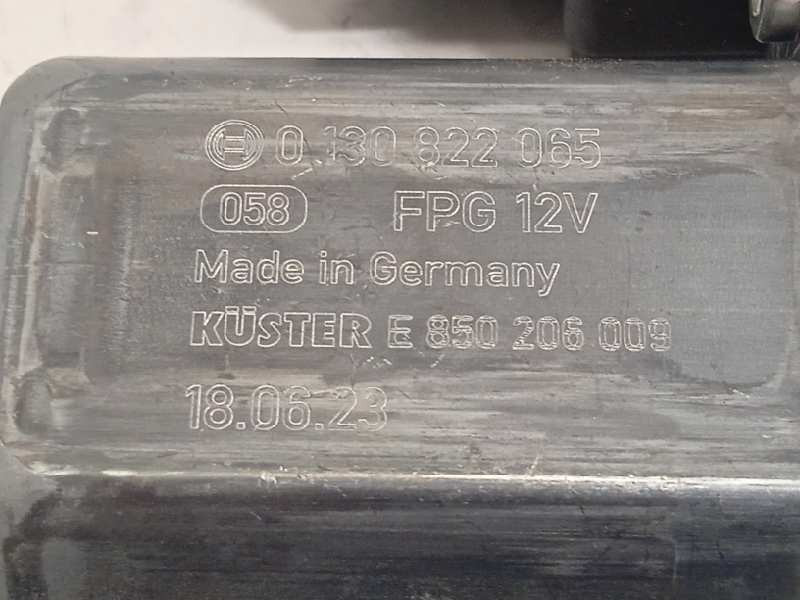 0 130 822 065
058 FPG 12V
Made in Germany
KÜSTER E 850 206 009
18.06.23